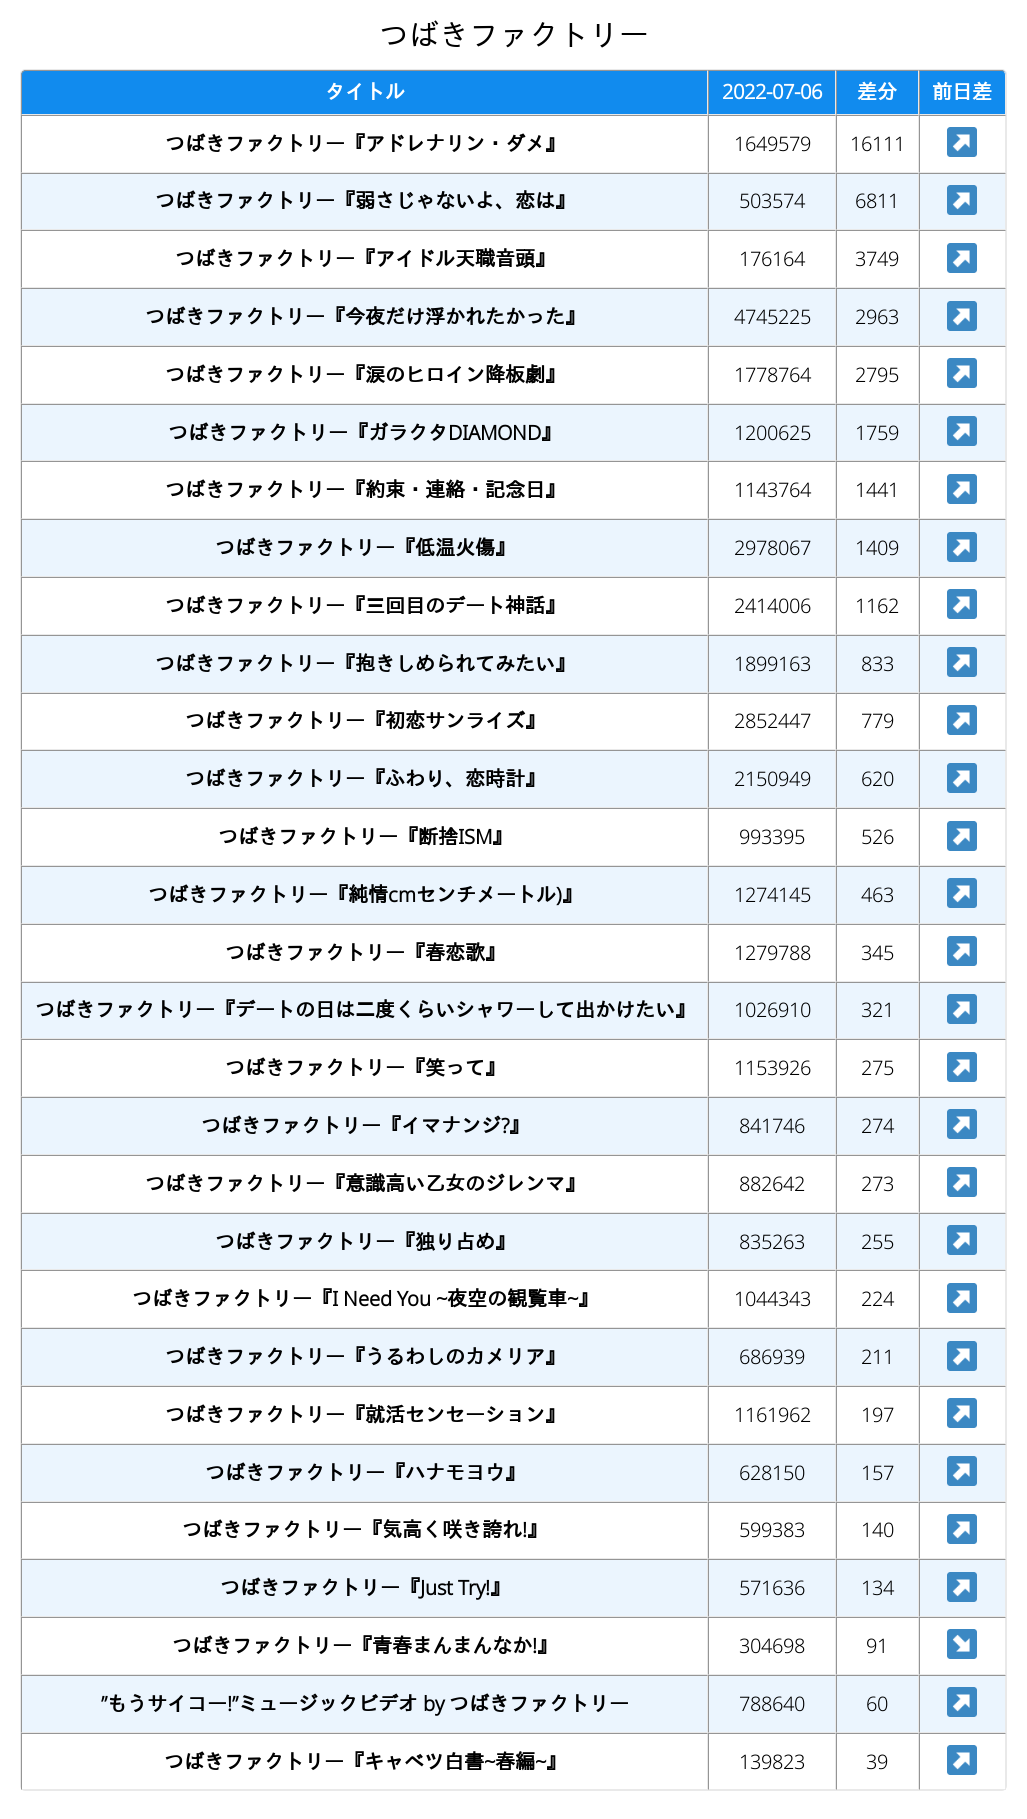 つばきファクトリー
タイトル 2022-07-06 差分 前日差
つばきファクトリー『アドレナリン・ダメ』 1649579 16111 ↗
つばきファクトリー『弱さじゃないよ、恋は』 503574 6811 ↗
つばきファクトリー『アイドル天職音頭』 176164 3749 ↗
つばきファクトリー『今夜だけ浮かれたかった』 4745225 2963 ↗
つばきファクトリー『涙のヒロイン降板劇』 1778764 2795 ↗
つばきファクトリー『ガラクタDIAMOND』 1200625 1759 ↗
つばきファクトリー『約束・連絡・記念日』 1143764 1441 ↗
つばきファクトリー『低温火傷』 2978067 1409 ↗
つばきファクトリー『三回目のデート神話』 2414006 1162 ↗
つばきファクトリー『抱きしめられてみたい』 1899163 833 ↗
つばきファクトリー『初恋サンライズ』 2852447 779 ↗
つばきファクトリー『ふわり、恋時計』 2150949 620 ↗
つばきファクトリー『断捨ISM』 993395 526 ↗
つばきファクトリー『純情cmセンチメートル)』 1274145 463 ↗
つばきファクトリー『春恋歌』 1279788 345 ↗
つばきファクトリー『デートの日は二度くらいシャワーして出かけたい』 1026910 321 ↗
つばきファクトリー『笑って』 1153926 275 ↗
つばきファクトリー『イマナンジ?』 841746 274 ↗
つばきファクトリー『意識高い乙女のジレンマ』 882642 273 ↗
つばきファクトリー『独り占め』 835263 255 ↗
つばきファクトリー『I Need You ~夜空の観覧車~』 1044343 224 ↗
つばきファクトリー『うるわしのカメリア』 686939 211 ↗
つばきファクトリー『就活センセーション』 1161962 197 ↗
つばきファクトリー『ハナモヨウ』 628150 157 ↗
つばきファクトリー『気高く咲き誇れ!』 599383 140 ↗
つばきファクトリー『Just Try!』 571636 134 ↗
つばきファクトリー『青春まんまんなか!』 304698 91 ↘
”もうサイコー!”ミュージックビデオ by つばきファクトリー 788640 60 ↗
つばきファクトリー『キャベツ白書~春編~』 139823 39 ↗